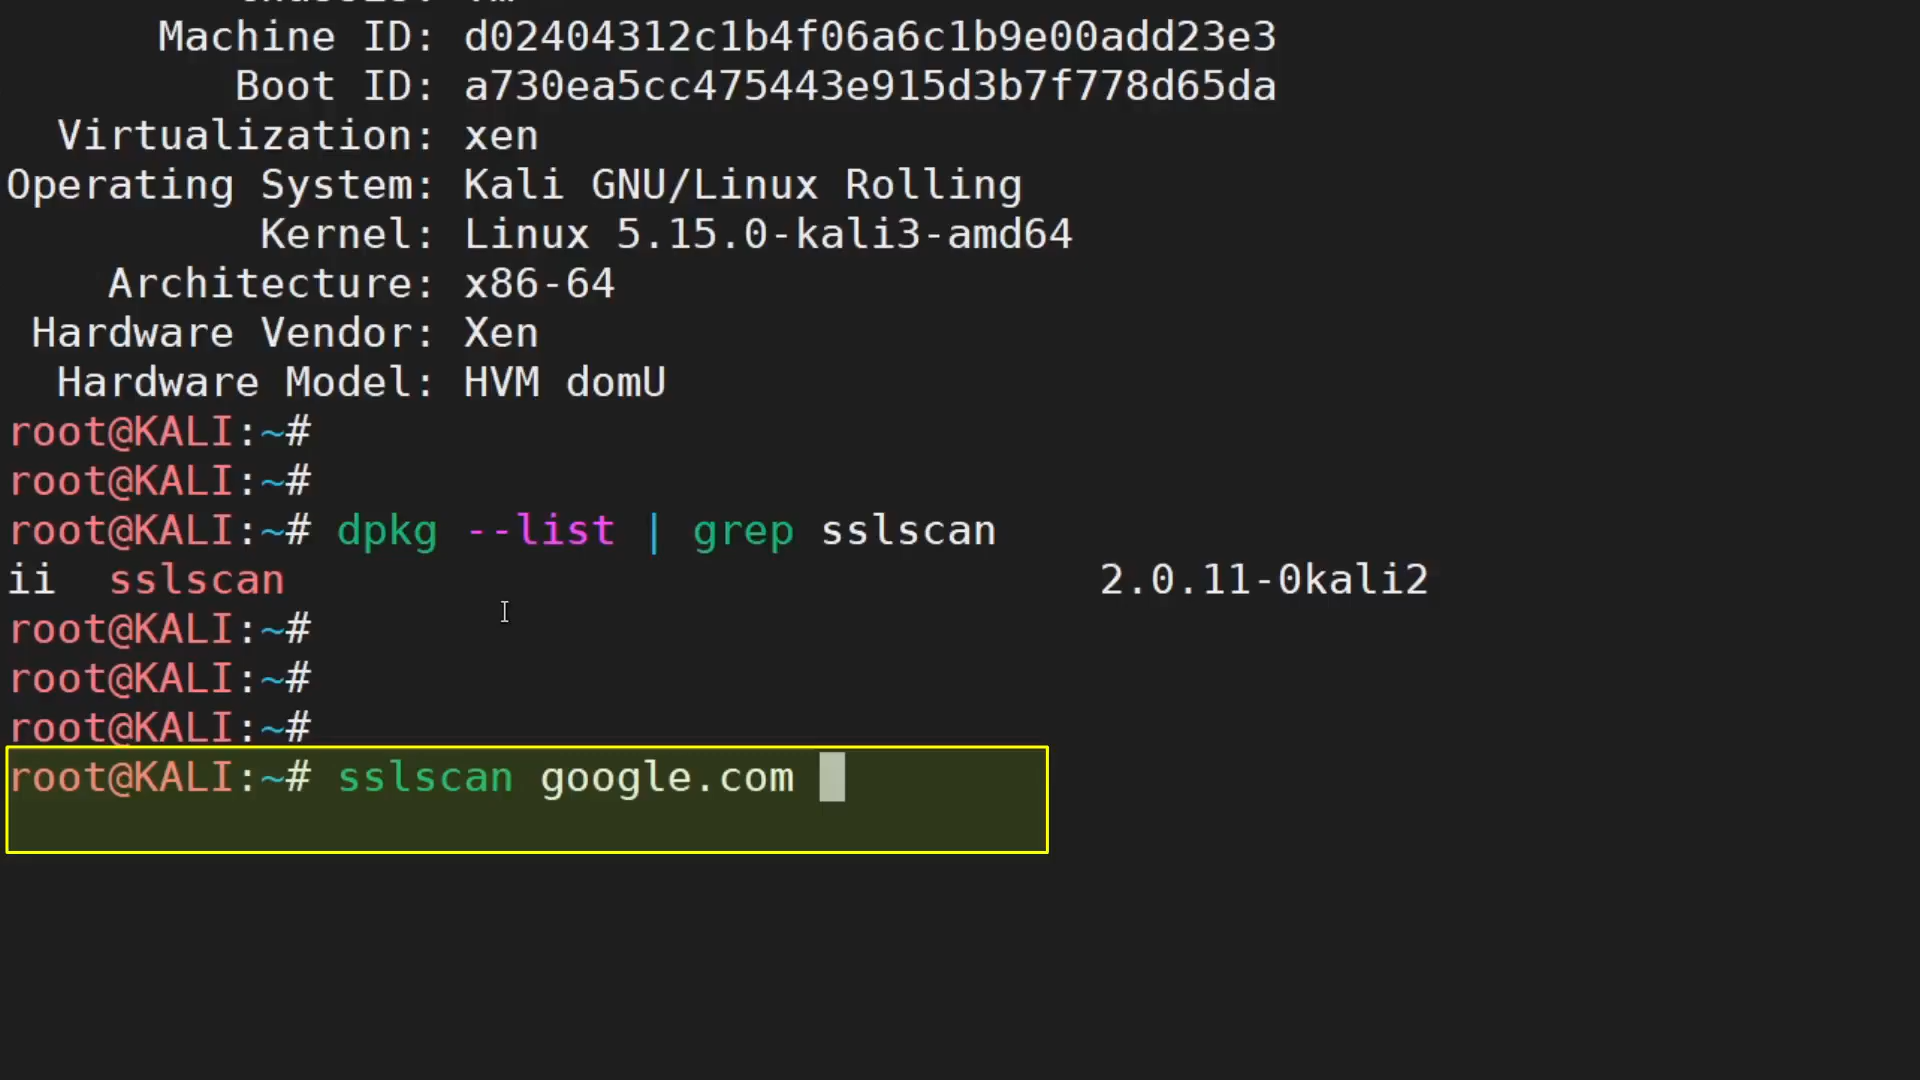 Machine ID: d02404312c1b4f06a6c1b9e00add23e3
Boot ID: a730ea5cc475443e915d3b7f778d65da
Virtualization: xen
Operating System: Kali GNU/Linux Rolling
Kernel: Linux 5.15.0-kali3-amd64
Architecture: x86-64
Hardware Vendor: Xen
Hardware Model: HVM domU
root@KALI:~#
root@KALI:~#
root@KALI:~# dpkg --list | grep sslscan
ii sslscan 2.0.11-0kali2
root@KALI:~#
root@KALI:~#
root@KALI:~#
root@KALI:~# sslscan google.com